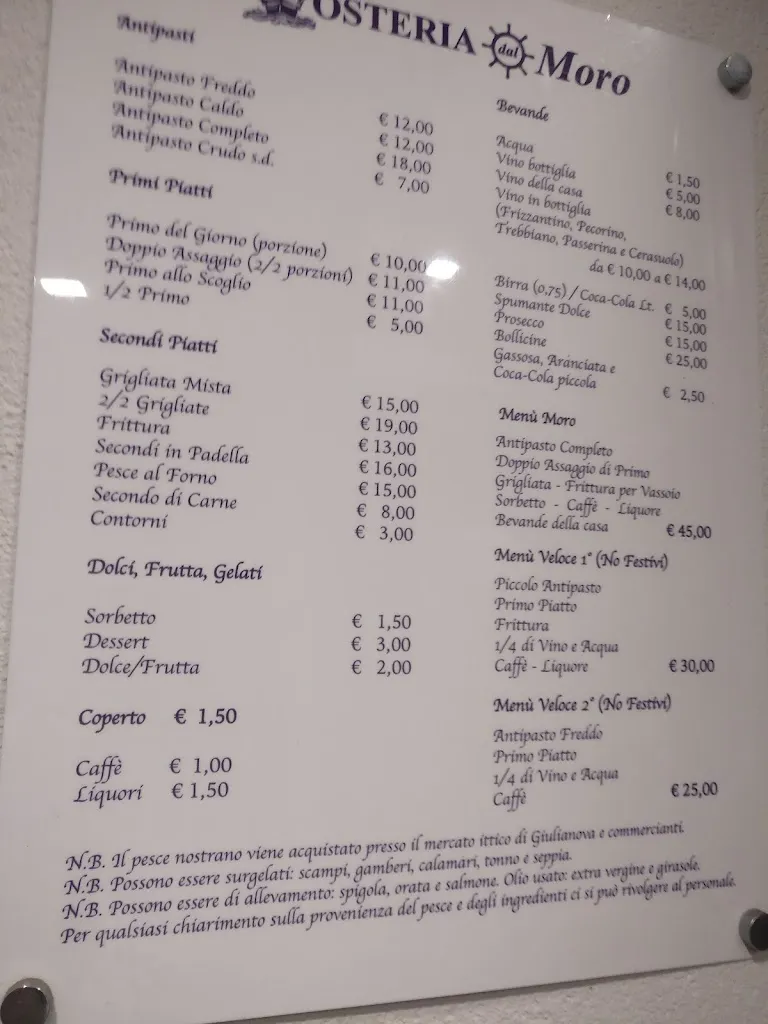 OSTERIA dal Moro
Antipasti
Antipasto Freddo € 12,00
Antipasto Caldo € 12,00
Antipasto Completo € 18,00
Antipasto Crudo s.d. € 7,00
Primi Piatti
Primo del Giorno (porzione) € 10,00
Doppio Assaggio (2/2 porzioni) € 11,00
Primo allo Scoglio € 11,00
1/2 Primo € 5,00
Secondi Piatti
Grigliata Mista € 15,00
2/2 Grigliate € 19,00
Frittura € 13,00
Secondi in Padella € 16,00
Pesce al Forno € 15,00
Secondo di Carne € 8,00
Contorni € 3,00
Dolci, Frutta, Gelati
Sorbetto € 1,50
Dessert € 3,00
Dolce/Frutta € 2,00
Coperto € 1,50
Caffè € 1,00
Liquori € 1,50
Bevande
Acqua € 1,50
Vino bottiglia € 5,00
Vino della casa € 8,00
Vino in bottiglia
(Frizzantino, Pecorino,
Trebbiano, Passerina e Cerasuolo)
da € 10,00 a € 14,00
Birra (0,75) / Coca-Cola Lt. € 5,00
Spumante Dolce € 15,00
Prosecco € 15,00
Bollicine € 25,00
Gassosa, Aranciata e
Coca-Cola piccola € 2,50
Menù Moro
Antipasto Completo
Doppio Assaggio di Primo
Grigliata - Frittura per Vassoio
Sorbetto - Caffè - Liquore
Bevande della casa € 45,00
Menù Veloce 1° (No Festivi)
Piccolo Antipasto
Primo Piatto
Frittura
1/4 di Vino e Acqua
Caffè - Liquore € 30,00
Menù Veloce 2° (No Festivi)
Antipasto Freddo
Primo Piatto
1/4 di Vino e Acqua
Caffè € 25,00
N.B. Il pesce nostrano viene acquistato presso il mercato ittico di Giulianova e commercianti.
N.B. Possono essere surgelati: scampi, gamberi, calamari, tonno e seppia.
N.B. Possono essere di allevamento: spigola, orata e salmone. Olio usato: extra vergine e girasole.
Per qualsiasi chiarimento sulla provenienza del pesce e degli ingredienti ci si può rivolgere al personale.